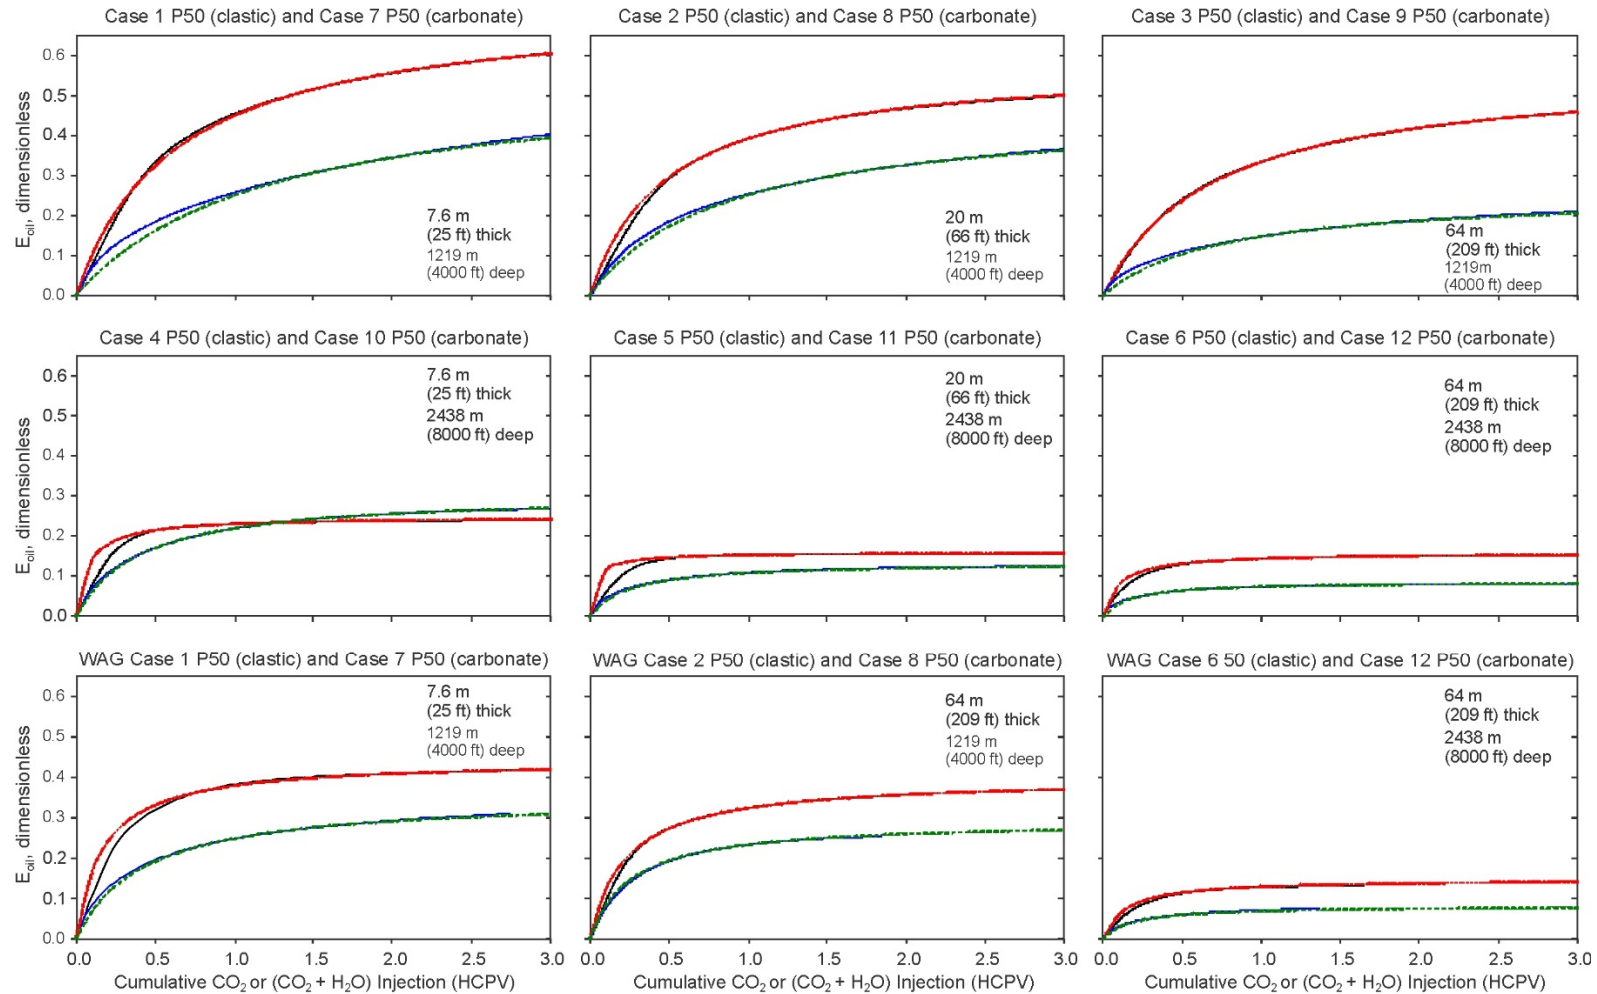 Case 1 P50 (clastic) and Case 7 P50 (carbonate)
Case 2 P50 (clastic) and Case 8 P50 (carbonate)
Case 3 P50 (clastic) and Case 9 P50 (carbonate)
E_oil, dimensionless
0.6
0.5
0.4
0.3
0.2
0.1
0.0
7.6 m
(25 ft) thick
1219 m
(4000 ft) deep
20 m
(66 ft) thick
1219 m
(4000 ft) deep
64 m
(209 ft) thick
1219m
(4000 ft) deep
Case 4 P50 (clastic) and Case 10 P50 (carbonate)
Case 5 P50 (clastic) and Case 11 P50 (carbonate)
Case 6 P50 (clastic) and Case 12 P50 (carbonate)
E_oil, dimensionless
0.6
0.5
0.4
0.3
0.2
0.1
0.0
7.6 m
(25 ft) thick
2438 m
(8000 ft) deep
20 m
(66 ft) thick
2438 m
(8000 ft) deep
64 m
(209 ft) thick
2438 m
(8000 ft) deep
WAG Case 1 P50 (clastic) and Case 7 P50 (carbonate)
WAG Case 2 P50 (clastic) and Case 8 P50 (carbonate)
WAG Case 6 50 (clastic) and Case 12 P50 (carbonate)
E_oil, dimensionless
0.6
0.5
0.4
0.3
0.2
0.1
0.0
7.6 m
(25 ft) thick
1219 m
(4000 ft) deep
64 m
(209 ft) thick
1219 m
(4000 ft) deep
64 m
(209 ft) thick
2438 m
(8000 ft) deep
0.0 0.5 1.0 1.5 2.0 2.5 3.0
0.0 0.5 1.0 1.5 2.0 2.5 3.0
0.0 0.5 1.0 1.5 2.0 2.5 3.0
Cumulative CO₂ or (CO₂ + H₂O) Injection (HCPV)
Cumulative CO₂ or (CO₂ + H₂O) Injection (HCPV)
Cumulative CO₂ or (CO₂ + H₂O) Injection (HCPV)